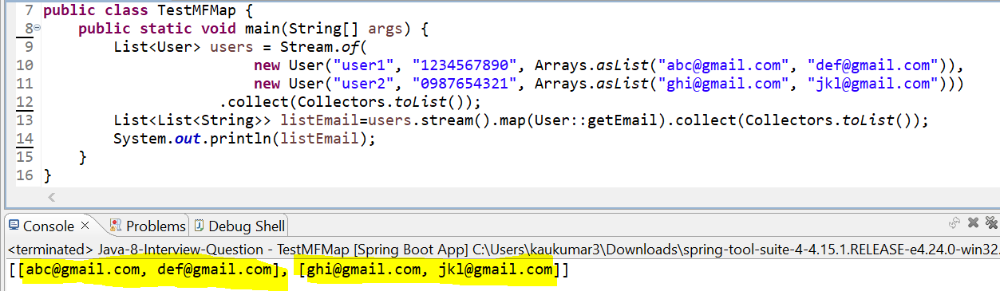 7 public class TestMFMap {
8 public static void main(String[] args) {
9 List<User> users = Stream.of(
10 new User("user1", "1234567890", Arrays.asList("abc@gmail.com", "def@gmail.com")),
11 new User("user2", "0987654321", Arrays.asList("ghi@gmail.com", "jkl@gmail.com")))
12 .collect(Collectors.toList());
13 List<List<String>> listEmail=users.stream().map(User::getEmail).collect(Collectors.toList());
14 System.out.println(listEmail);
15 }
16 }
Console Problems Debug Shell
<terminated> Java-8-Interview-Question - TestMFMap [Spring Boot App] C:\Users\kaukumar3\Downloads\spring-tool-suite-4-4.15.1.RELEASE-e4.24.0-win32.
[[abc@gmail.com, def@gmail.com], [ghi@gmail.com, jkl@gmail.com]]